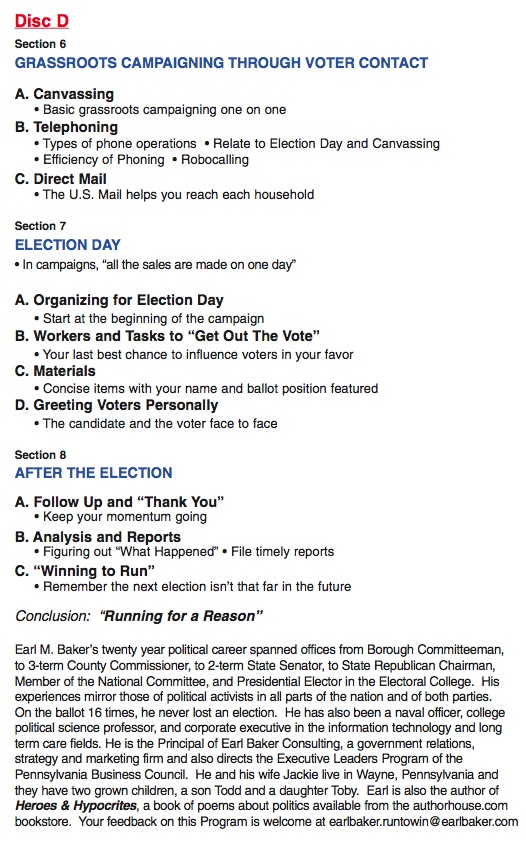 Disc D
Section 6
GRASSROOTS CAMPAIGNING THROUGH VOTER CONTACT
A. Canvassing
• Basic grassroots campaigning one on one
B. Telephoning
• Types of phone operations • Relate to Election Day and Canvassing
• Efficiency of Phoning • Robocalling
C. Direct Mail
• The U.S. Mail helps you reach each household
Section 7
ELECTION DAY
• In campaigns, “all the sales are made on one day”
A. Organizing for Election Day
• Start at the beginning of the campaign
B. Workers and Tasks to “Get Out The Vote”
• Your last best chance to influence voters in your favor
C. Materials
• Concise items with your name and ballot position featured
D. Greeting Voters Personally
• The candidate and the voter face to face
Section 8
AFTER THE ELECTION
A. Follow Up and “Thank You”
• Keep your momentum going
B. Analysis and Reports
• Figuring out “What Happened” • File timely reports
C. “Winning to Run”
• Remember the next election isn’t that far in the future
Conclusion: “Running for a Reason”
Earl M. Baker’s twenty year political career spanned offices from Borough Committeeman,
to 3-term County Commissioner, to 2-term State Senator, to State Republican Chairman,
Member of the National Committee, and Presidential Elector in the Electoral College. His
experiences mirror those of political activists in all parts of the nation and of both parties.
On the ballot 16 times, he never lost an election. He has also been a naval officer, college
political science professor, and corporate executive in the information technology and long
term care fields. He is the Principal of Earl Baker Consulting, a government relations,
strategy and marketing firm and also directs the Executive Leaders Program of the
Pennsylvania Business Council. He and his wife Jackie live in Wayne, Pennsylvania and
they have two grown children, a son Todd and a daughter Toby. Earl is also the author of
Heroes & Hypocrites, a book of poems about politics available from the authorhouse.com
bookstore. Your feedback on this Program is welcome at earlbaker.runtowin@earlbaker.com